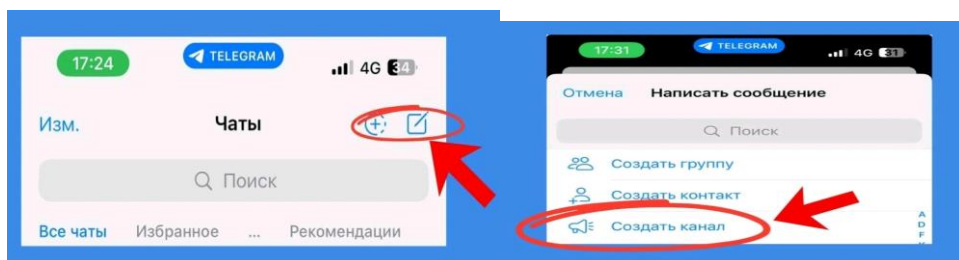 17:24 TELEGRAM 4G 34
Изм. Чаты
Поиск
Все чаты Избранное ... Рекомендации
17:31 TELEGRAM 4G 31
Отмена Написать сообщение
Поиск
Создать группу
Создать контакт
Создать канал
A
D
F